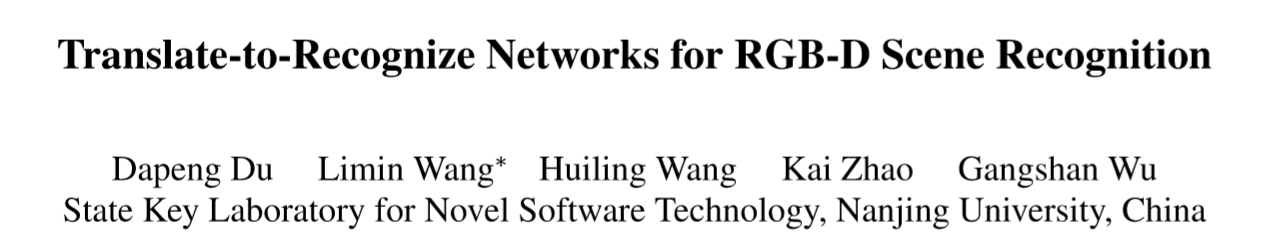 Translate-to-Recognize Networks for RGB-D Scene Recognition
Dapeng Du Limin Wang* Huiling Wang Kai Zhao Gangshan Wu
State Key Laboratory for Novel Software Technology, Nanjing University, China